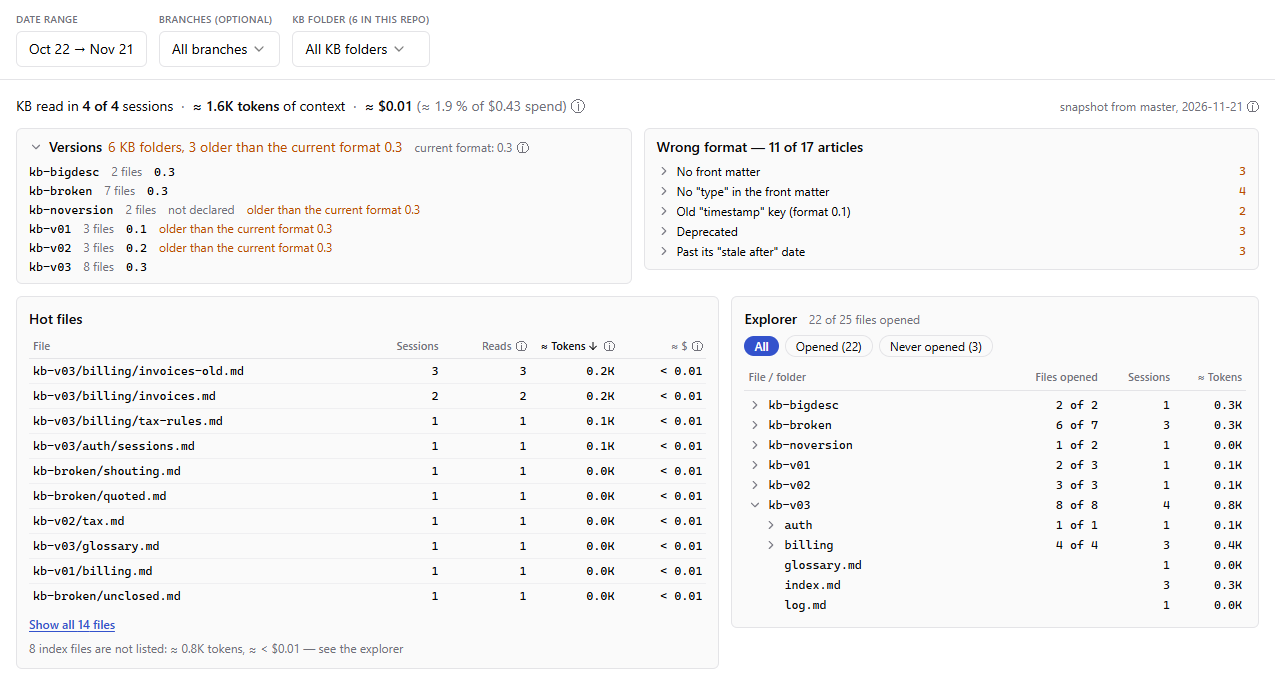 DATE RANGE BRANCHES (OPTIONAL) KB FOLDER (6 IN THIS REPO)
Oct 22 → Nov 21 All branches All KB folders
KB read in 4 of 4 sessions · ≈ 1.6K tokens of context · ≈ $0.01 (≈ 1.9 % of $0.43 spend)
snapshot from master, 2026-11-21
Versions 6 KB folders, 3 older than the current format 0.3 current format: 0.3
kb-bigdesc 2 files 0.3
kb-broken 7 files 0.3
kb-noversion 2 files not declared older than the current format 0.3
kb-v01 3 files 0.1 older than the current format 0.3
kb-v02 3 files 0.2 older than the current format 0.3
kb-v03 8 files 0.3
Wrong format — 11 of 17 articles
No front matter 3
No "type" in the front matter 4
Old "timestamp" key (format 0.1) 2
Deprecated 3
Past its "stale after" date 3
Hot files
File Sessions Reads ≈ Tokens ↓ ≈ $
kb-v03/billing/invoices-old.md 3 3 0.2K < 0.01
kb-v03/billing/invoices.md 2 2 0.2K < 0.01
kb-v03/billing/tax-rules.md 1 1 0.1K < 0.01
kb-v03/auth/sessions.md 1 1 0.1K < 0.01
kb-broken/shouting.md 1 1 0.0K < 0.01
kb-broken/quoted.md 1 1 0.0K < 0.01
kb-v02/tax.md 1 1 0.0K < 0.01
kb-v03/glossary.md 1 1 0.0K < 0.01
kb-v01/billing.md 1 1 0.0K < 0.01
kb-broken/unclosed.md 1 1 0.0K < 0.01
Show all 14 files
8 index files are not listed: ≈ 0.8K tokens, ≈ < $0.01 — see the explorer
Explorer 22 of 25 files opened
All Opened (22) Never opened (3)
File / folder Files opened Sessions ≈ Tokens
kb-bigdesc 2 of 2 1 0.3K
kb-broken 6 of 7 3 0.3K
kb-noversion 1 of 2 1 0.0K
kb-v01 2 of 3 1 0.1K
kb-v02 3 of 3 1 0.1K
kb-v03 8 of 8 4 0.8K
auth 1 of 1 1 0.1K
billing 4 of 4 3 0.4K
glossary.md 1 0.0K
index.md 3 0.3K
log.md 1 0.0K